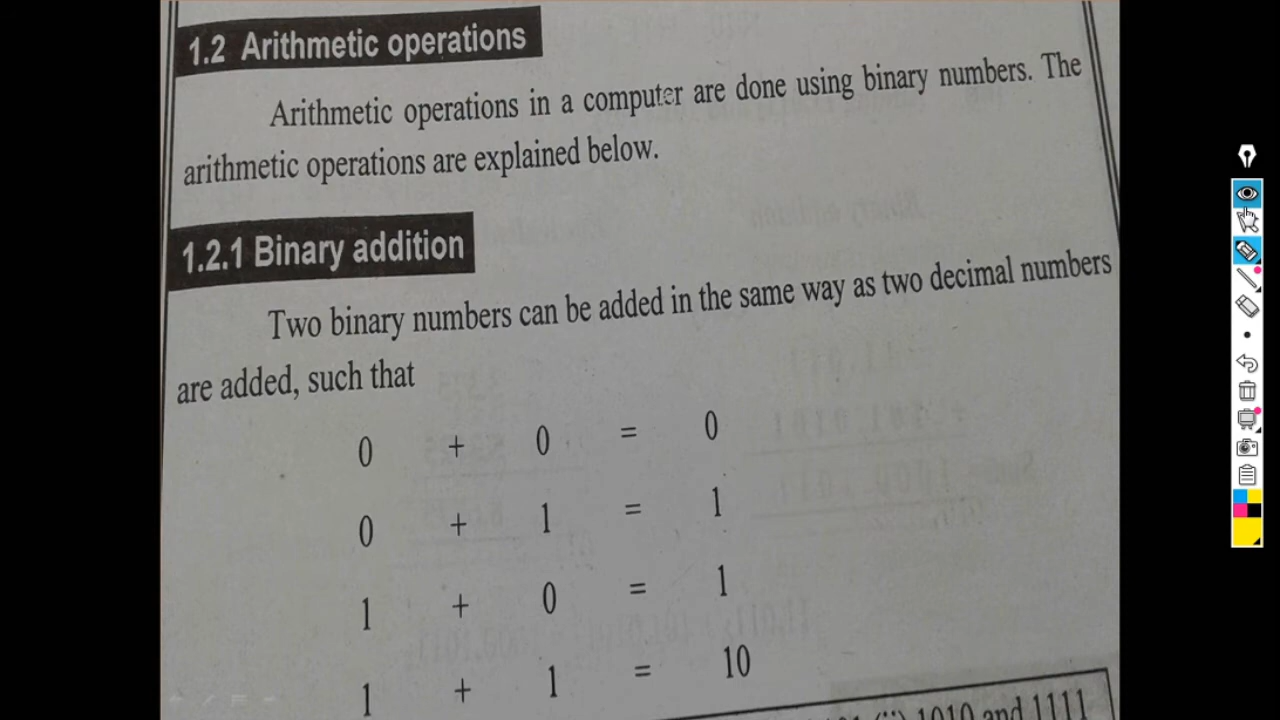 1.2 Arithmetic operations
Arithmetic operations in a computer are done using binary numbers. The
arithmetic operations are explained below.
1.2.1 Binary addition
Two binary numbers can be added in the same way as two decimal numbers
are added, such that
0 + 0 = 0
0 + 1 = 1
1 + 0 = 1
1 + 1 = 10
1010 and 1111